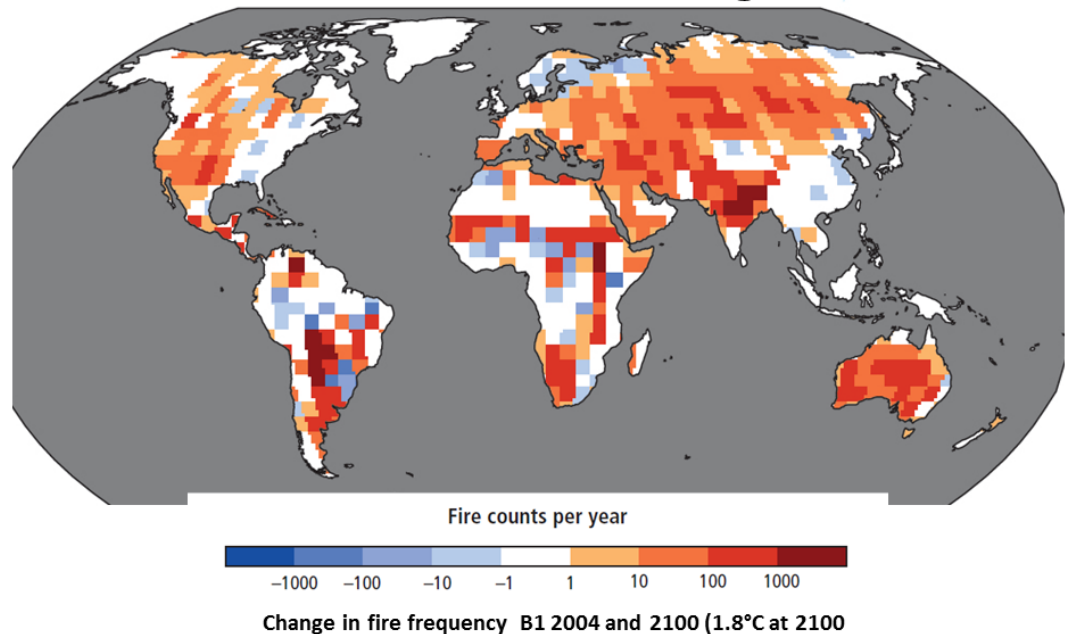 Fire counts per year
−1000 −100 −10 −1 1 10 100 1000
Change in fire frequency B1 2004 and 2100 (1.8°C at 2100